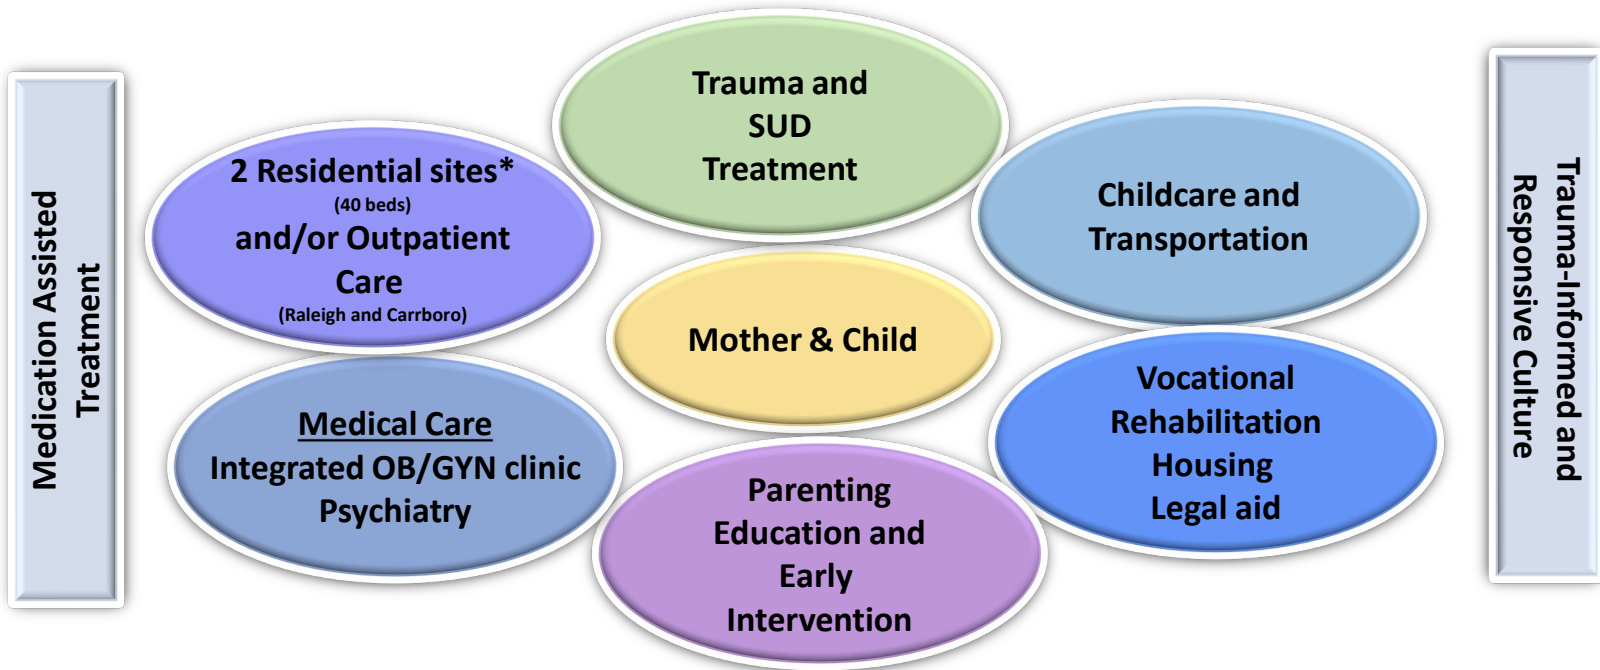 Medication Assisted
Treatment
2 Residential sites*
(40 beds)
and/or Outpatient
Care
(Raleigh and Carrboro)
Trauma and
SUD
Treatment
Childcare and
Transportation
Mother & Child
Medical Care
Integrated OB/GYN clinic
Psychiatry
Parenting
Education and
Early
Intervention
Vocational
Rehabilitation
Housing
Legal aid
Trauma-Informed and
Responsive Culture